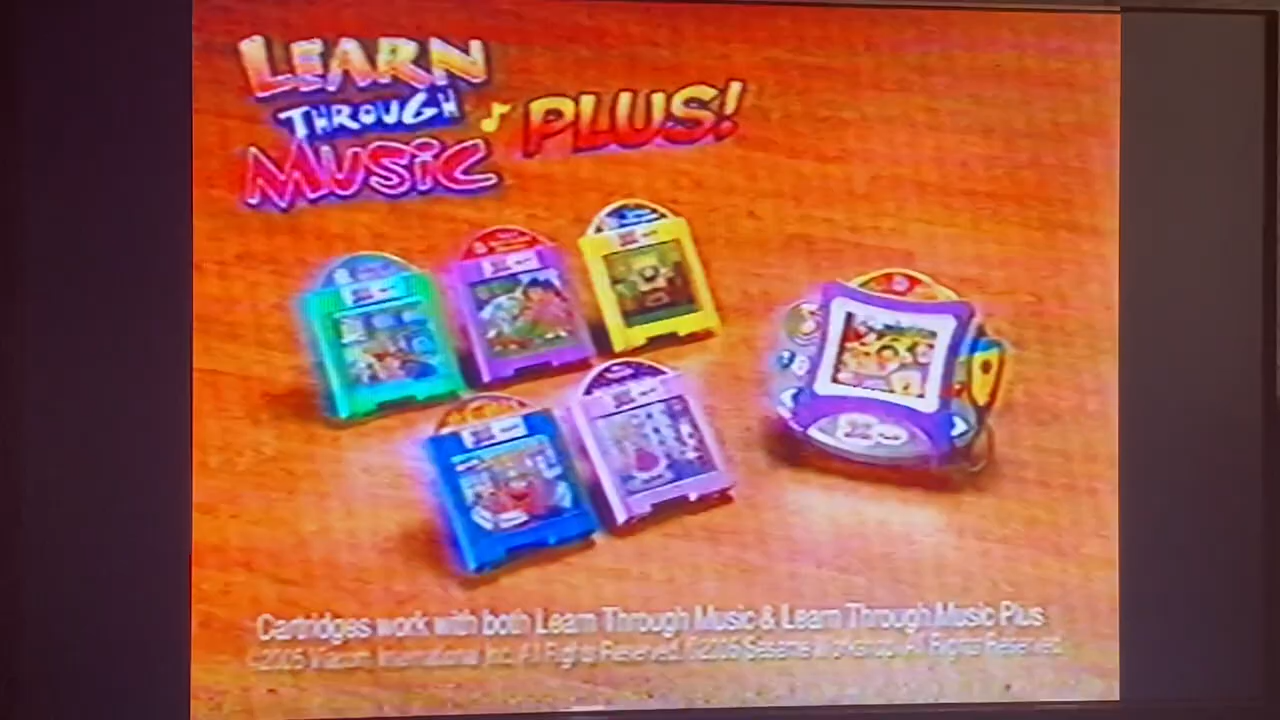 LEARN
THROUGH
MUSiC
PLUS!
Cartridges work with both Learn Through Music & Learn Through Music Plus
©2005 Viacom International Inc. All Rights Reserved. ©2005 Sesame Workshop. All Rights Reserved.